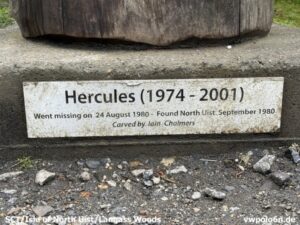 Hercules (1974 - 2001)
Went missing on 24 August 1980 - Found North Uist September 1980
Carved by Iain Chalmers
SCT/Isle of North Uist/Langass Woods
vwpolo6n.de